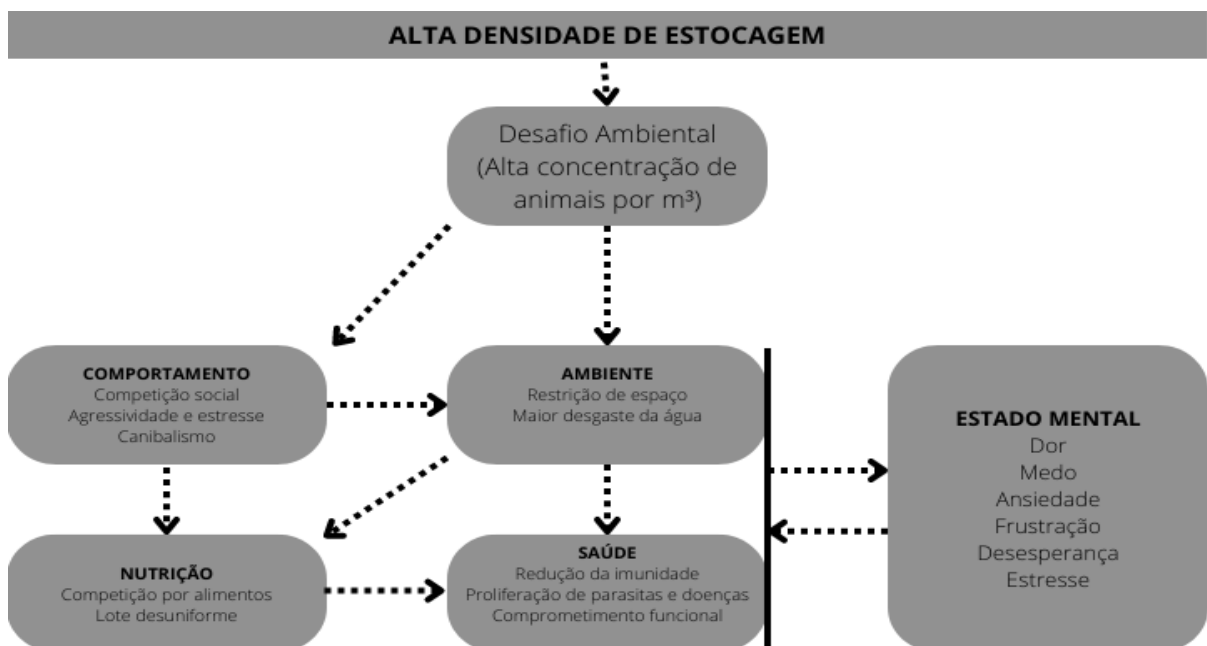 ALTA DENSIDADE DE ESTOCAGEM
Desafio Ambiental
(Alta concentração de
animais por m³)
COMPORTAMENTO
Competição social
Agressividade e estresse
Canibalismo
AMBIENTE
Restrição de espaço
Maior desgaste da água
ESTADO MENTAL
Dor
Medo
Ansiedade
Frustração
Desesperança
Estresse
NUTRIÇÃO
Competição por alimentos
Lote desuniforme
SAÚDE
Redução da imunidade
Proliferação de parasitas e doenças
Comprometimento funcional